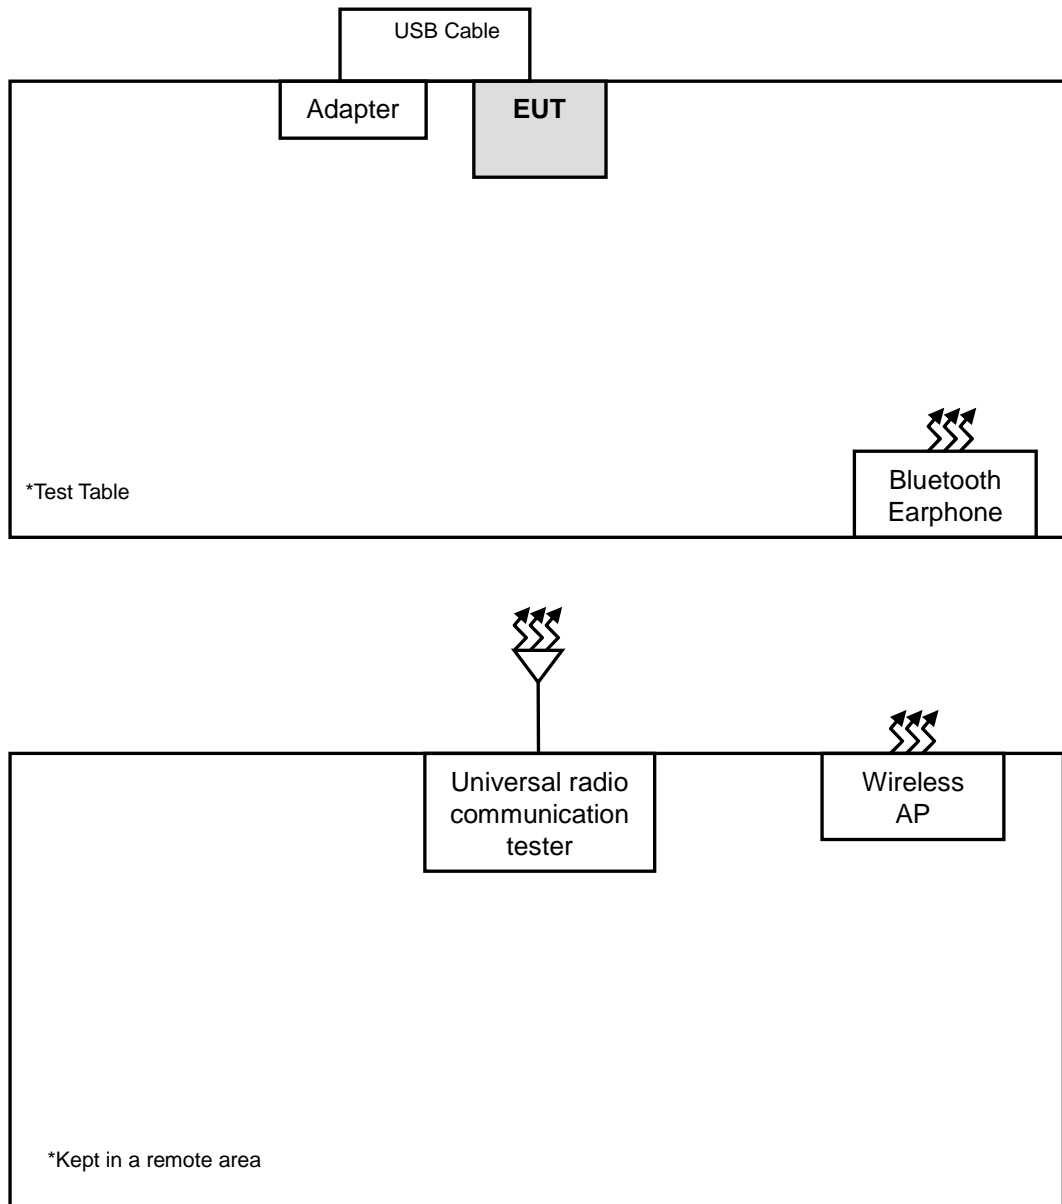 USB Cable
Adapter
EUT
*Test Table
Bluetooth
Earphone
Universal radio
communication
tester
Wireless
AP
*Kept in a remote area